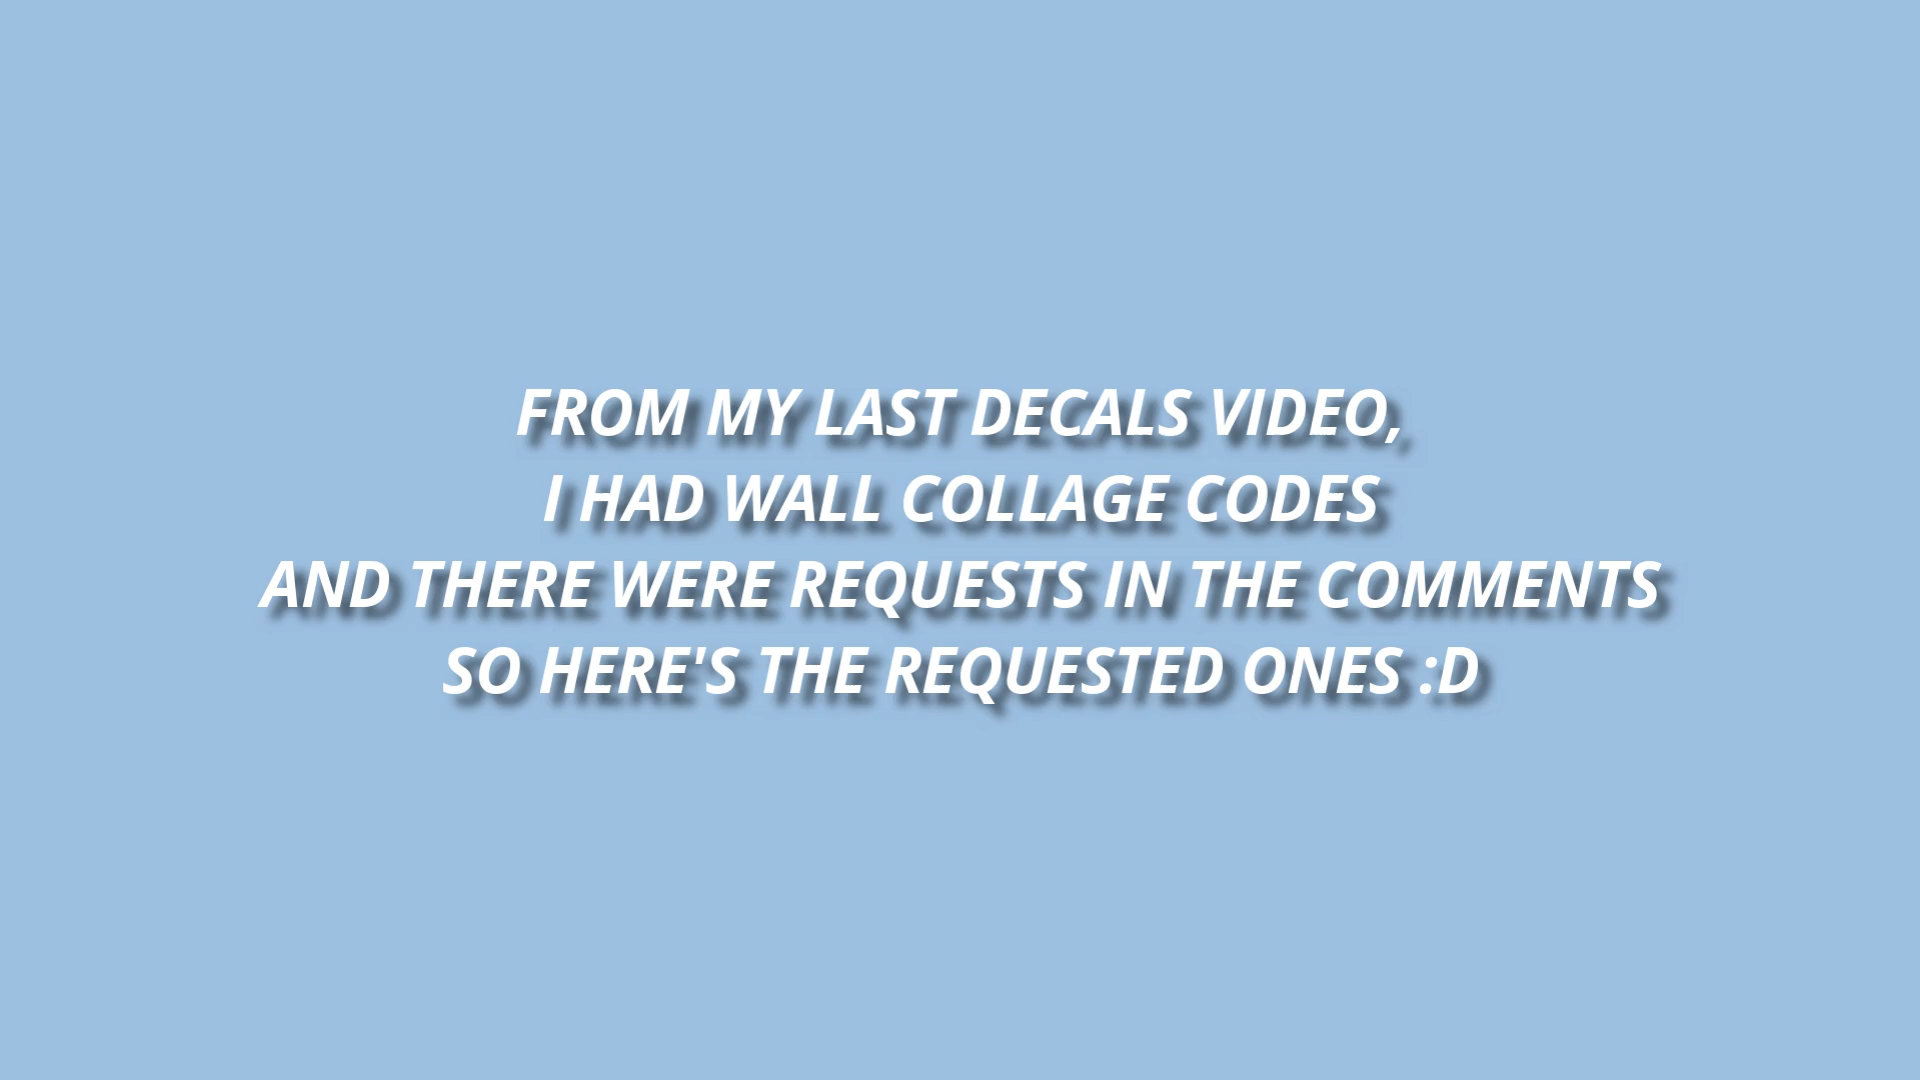 FROM MY LAST DECALS VIDEO,
I HAD WALL COLLAGE CODES
AND THERE WERE REQUESTS IN THE COMMENTS
SO HERE'S THE REQUESTED ONES :D